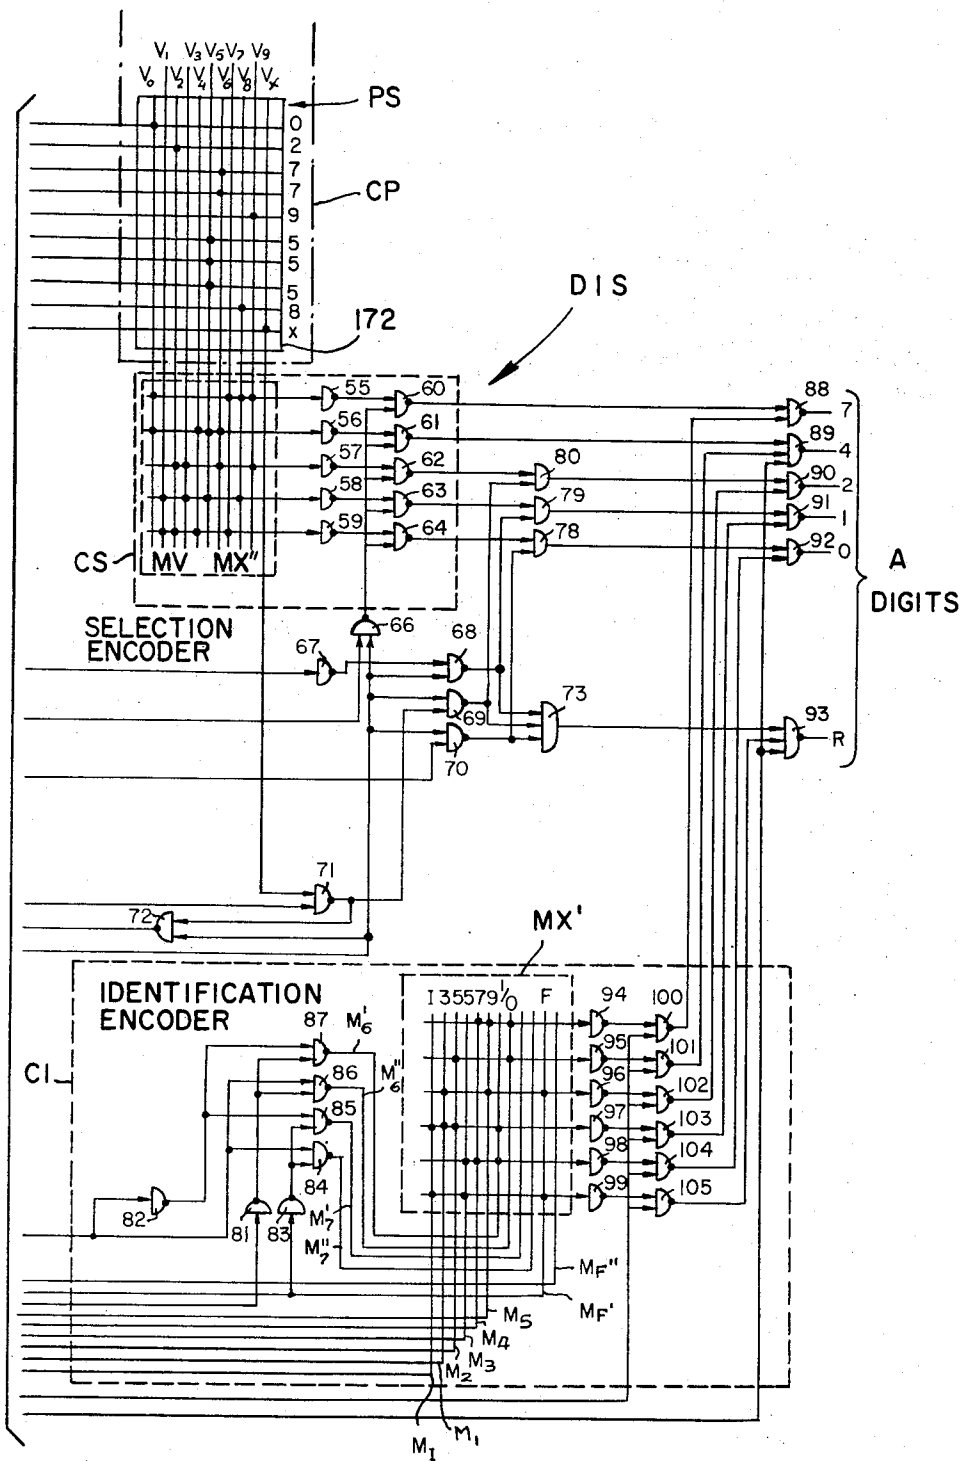 V1 V3 V5 V7 V9
V0 V2 V4 V6 V8 Vx
PS
0
2
7
7
CP
9
5
5
5
8
X
172
DIS
55 60
56 61
57 62
58 63
59 64
80
79
78
88 7
89 4
90 2
91 1
92 0
A
DIGITS
CS
MV MX"
SELECTION
ENCODER
66
67 68
69
70
73
93
R
71
72
MX'
IDENTIFICATION
ENCODER
CI
I 3 5 5 7 9 1/0 F
87 M'6
86 M"6
85
84
82
81
83
M'7
M"7
94 100
95 101
96 102
97 103
98 104
99 105
MF"
MF'
M5
M4
M3
M2
M1
MI